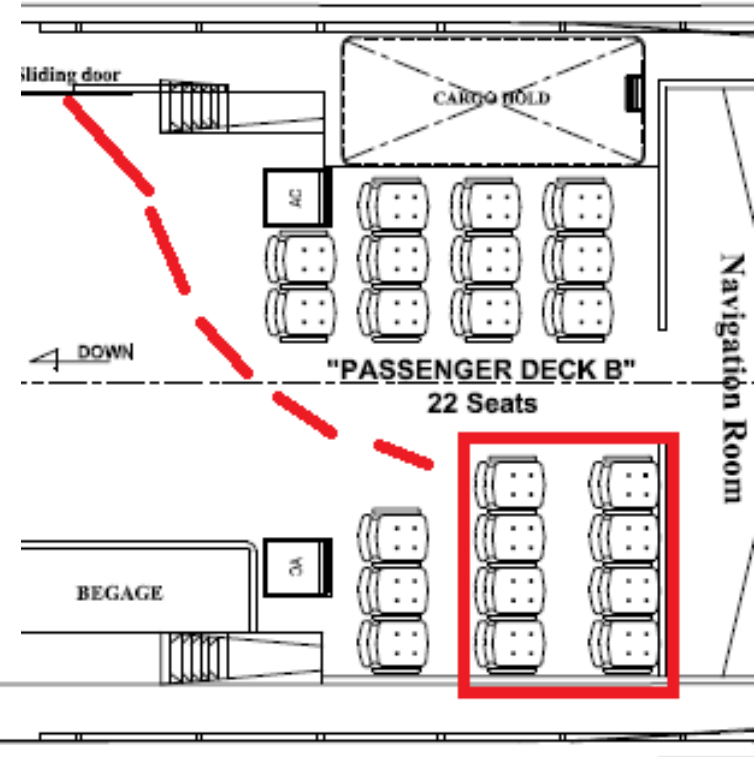 Sliding door
CARGO HOLD
AC
DOWN
"PASSENGER DECK B"
22 Seats
Navigation Room
AC
BEGAGE